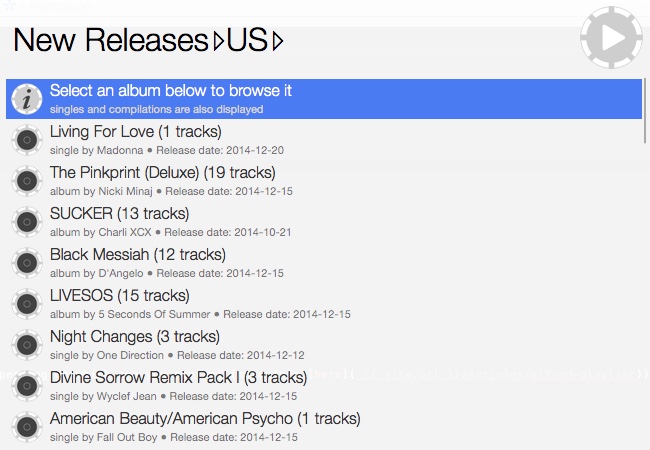 New Releases▷US▷
Select an album below to browse it
singles and compilations are also displayed
Living For Love (1 tracks)
single by Madonna • Release date: 2014-12-20
The Pinkprint (Deluxe) (19 tracks)
album by Nicki Minaj • Release date: 2014-12-15
SUCKER (13 tracks)
album by Charli XCX • Release date: 2014-10-21
Black Messiah (12 tracks)
album by D'Angelo • Release date: 2014-12-15
LIVESOS (15 tracks)
album by 5 Seconds Of Summer • Release date: 2014-12-15
Night Changes (3 tracks)
single by One Direction • Release date: 2014-12-12
Divine Sorrow Remix Pack I (3 tracks)
single by Wyclef Jean • Release date: 2014-12-15
American Beauty/American Psycho (1 tracks)
single by Fall Out Boy • Release date: 2014-12-15